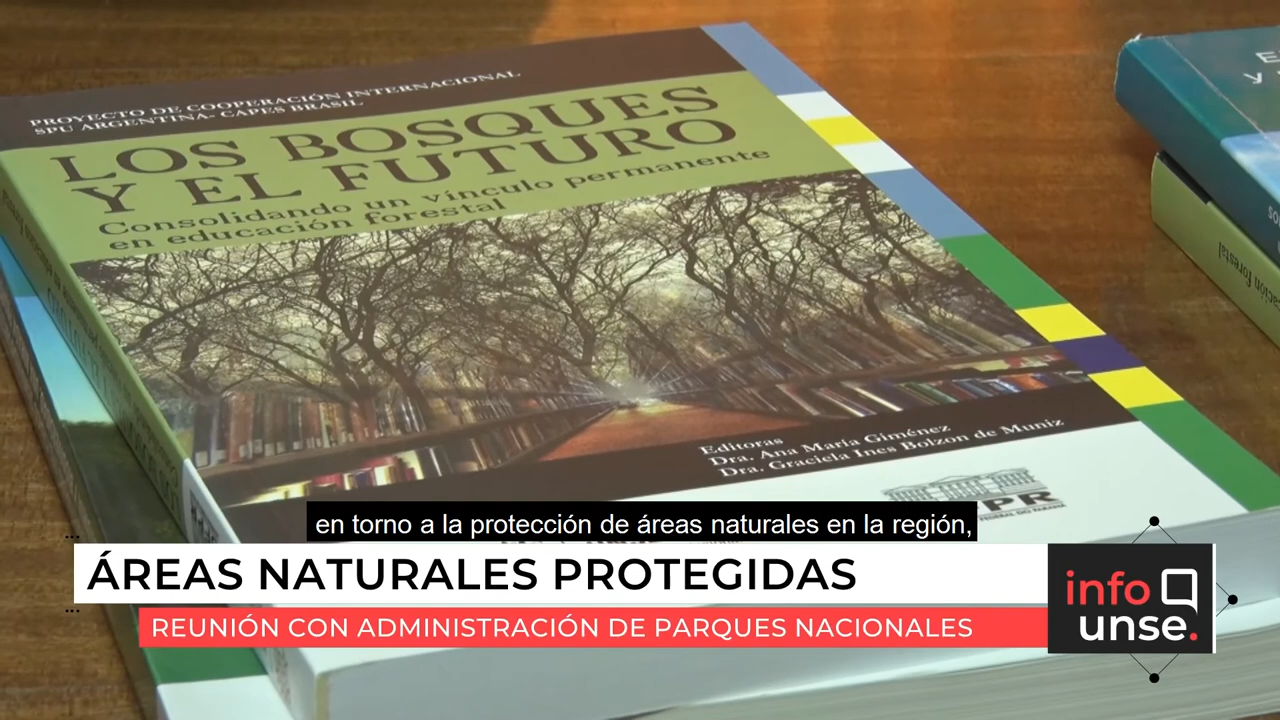 PROYECTO DE COOPERACIÓN INTERNACIONAL
SPU ARGENTINA- CAPES BRASIL
LOS BOSQUES
Y EL FUTURO
Consolidando un vínculo permanente
en educación forestal
Editoras
Dra. Ana María Giménez
Dra. Graciela Ines Bolzon de Muniz
en torno a la protección de áreas naturales en la región,
ÁREAS NATURALES PROTEGIDAS
REUNIÓN CON ADMINISTRACIÓN DE PARQUES NACIONALES
info
unse.